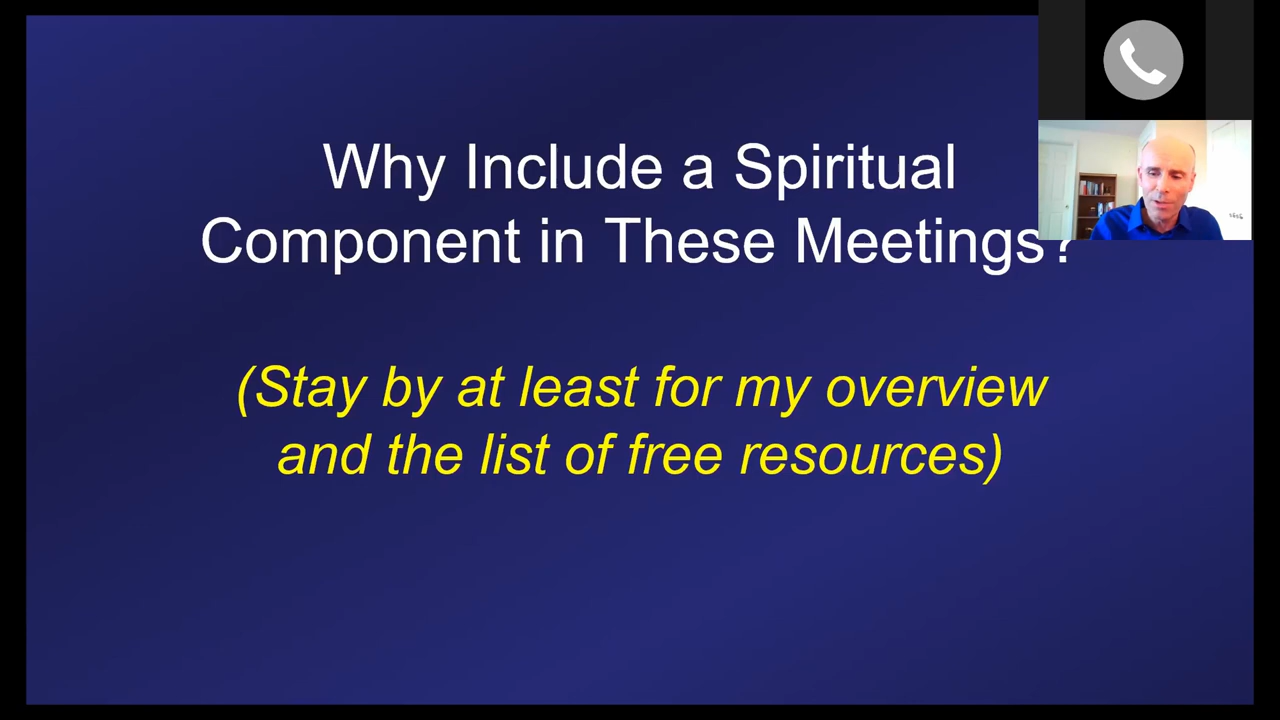 Why Include a Spiritual
Component in These Meetings?
(Stay by at least for my overview
and the list of free resources)